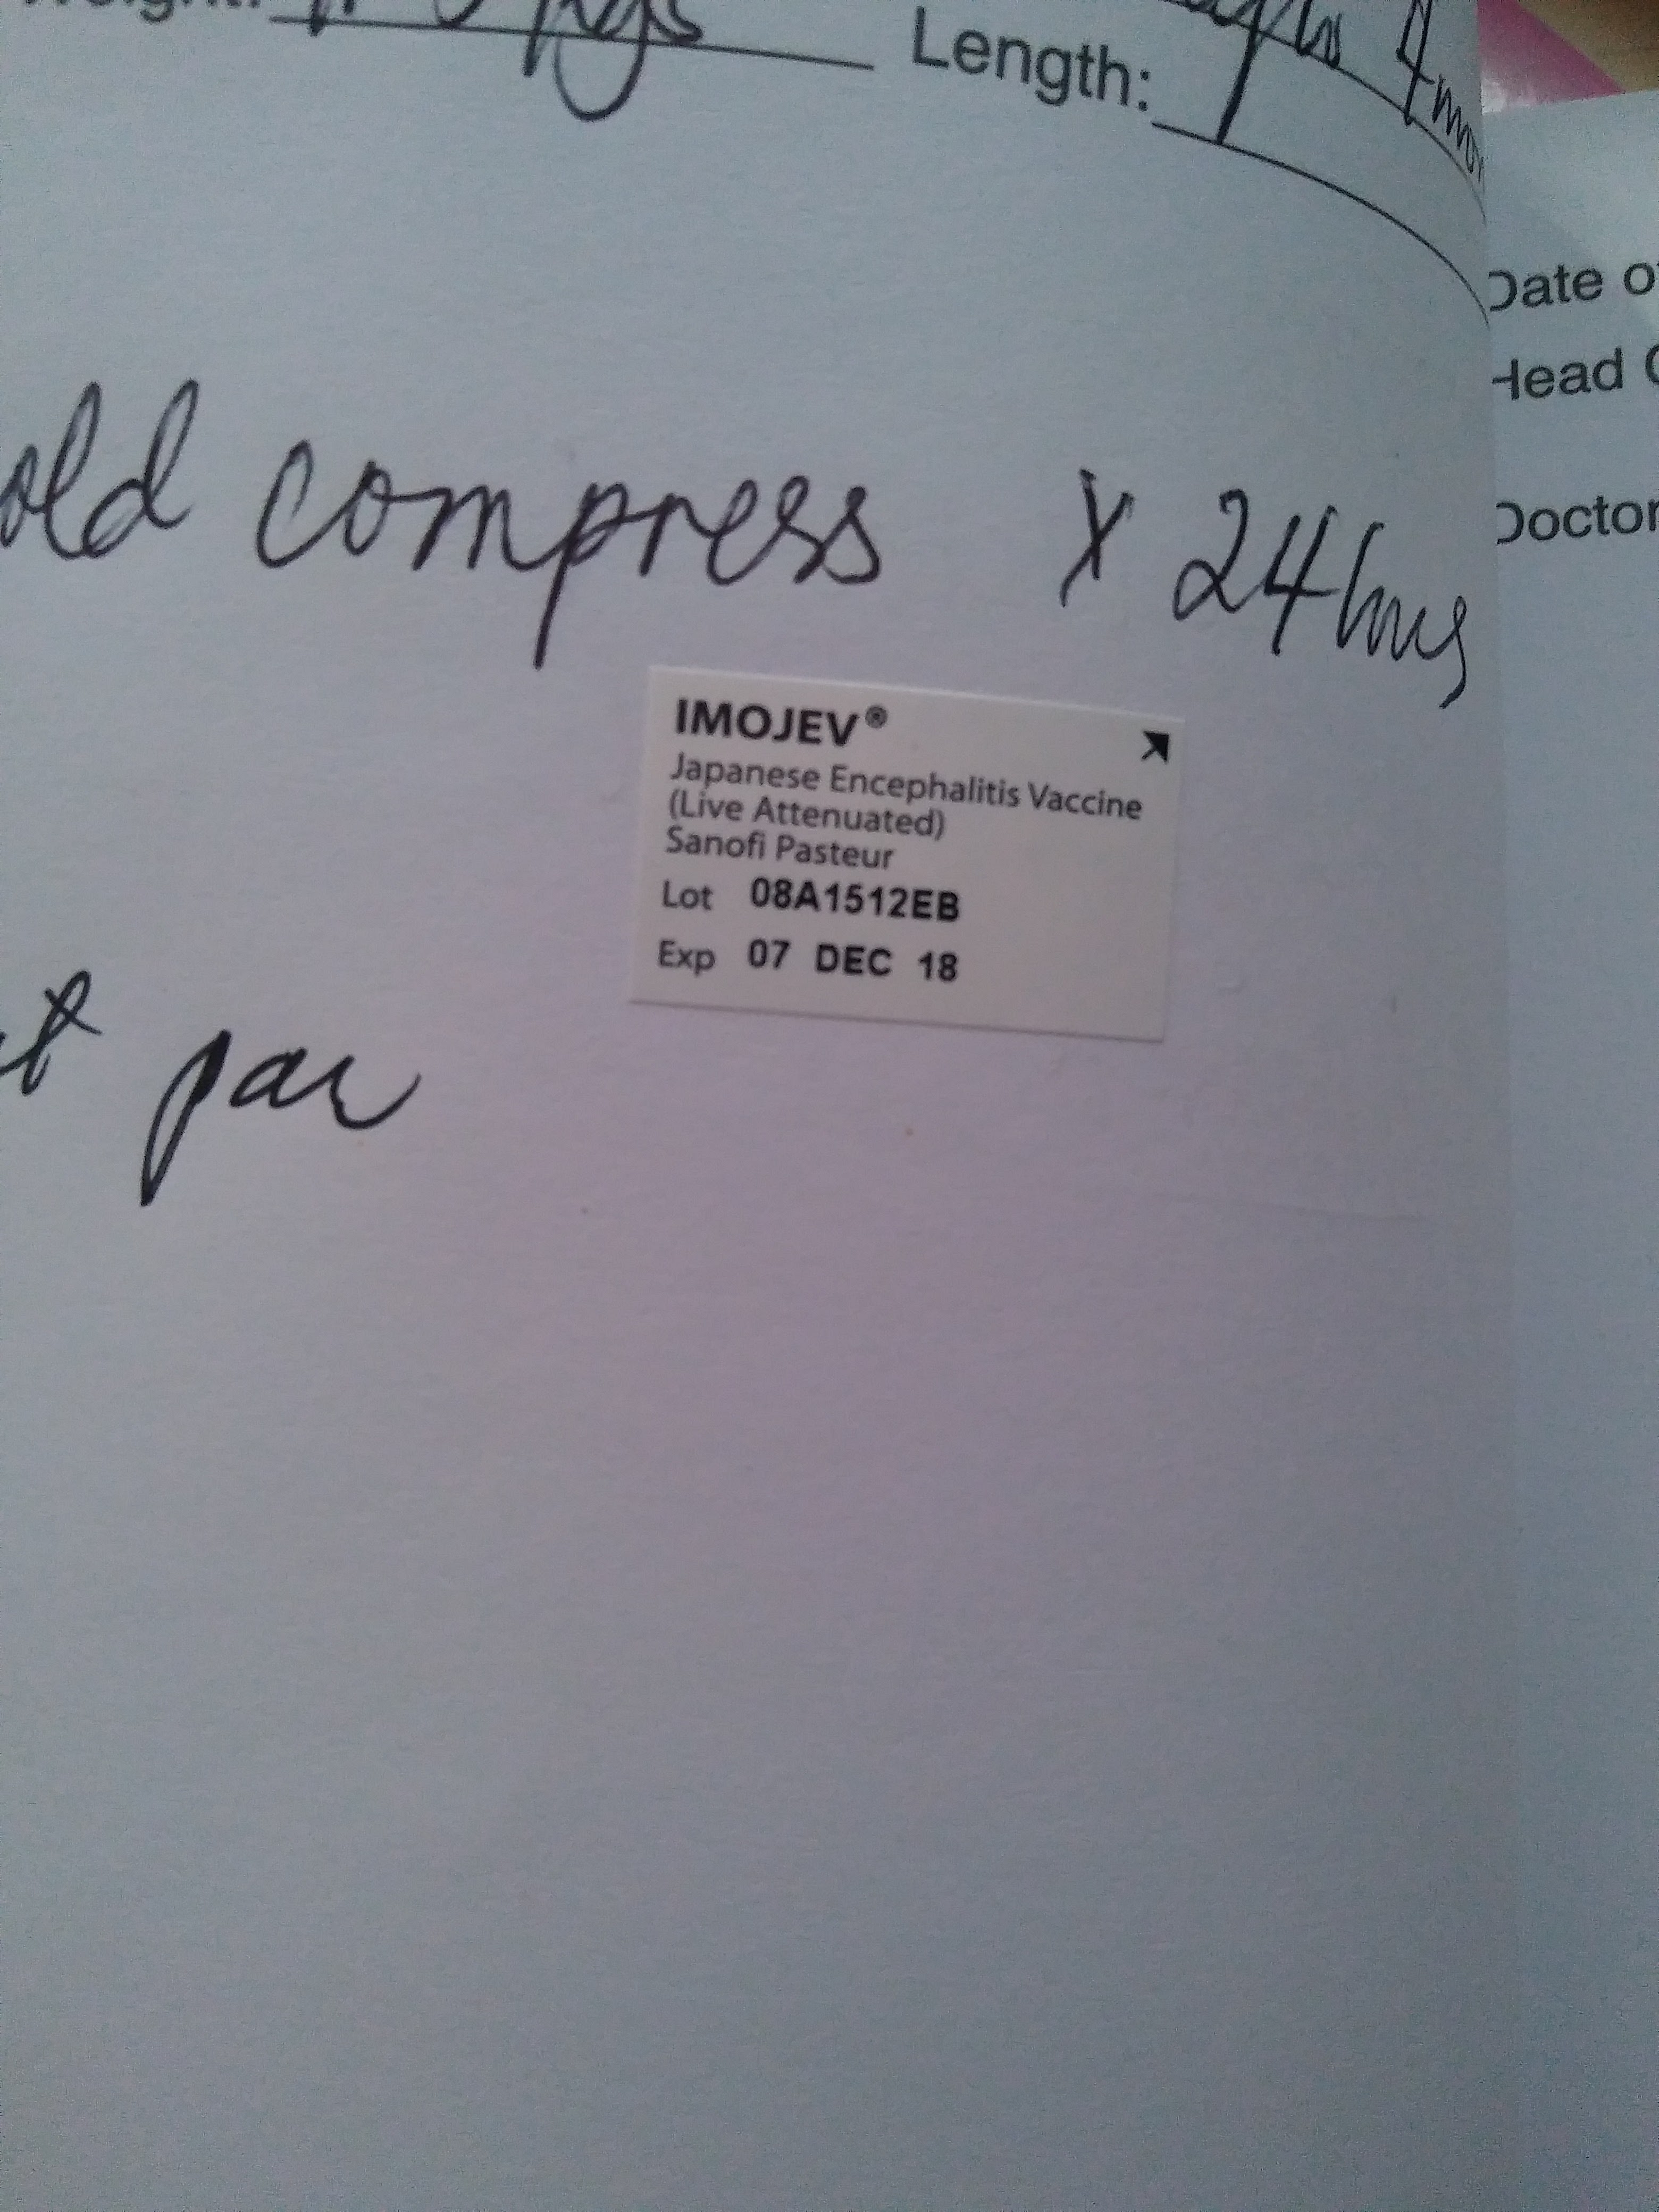 Length:
4mo
old compress x 24hrs
IMOJEV®
Japanese Encephalitis Vaccine
(Live Attenuated)
Sanofi Pasteur
Lot 08A1512EB
Exp 07 DEC 18
par
Date o
Head C
Doctor